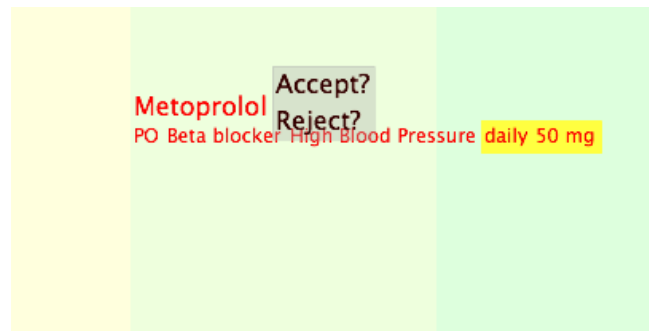 Accept?
Metoprolol
Reject?
PO Beta blocker High Blood Pressure daily 50 mg